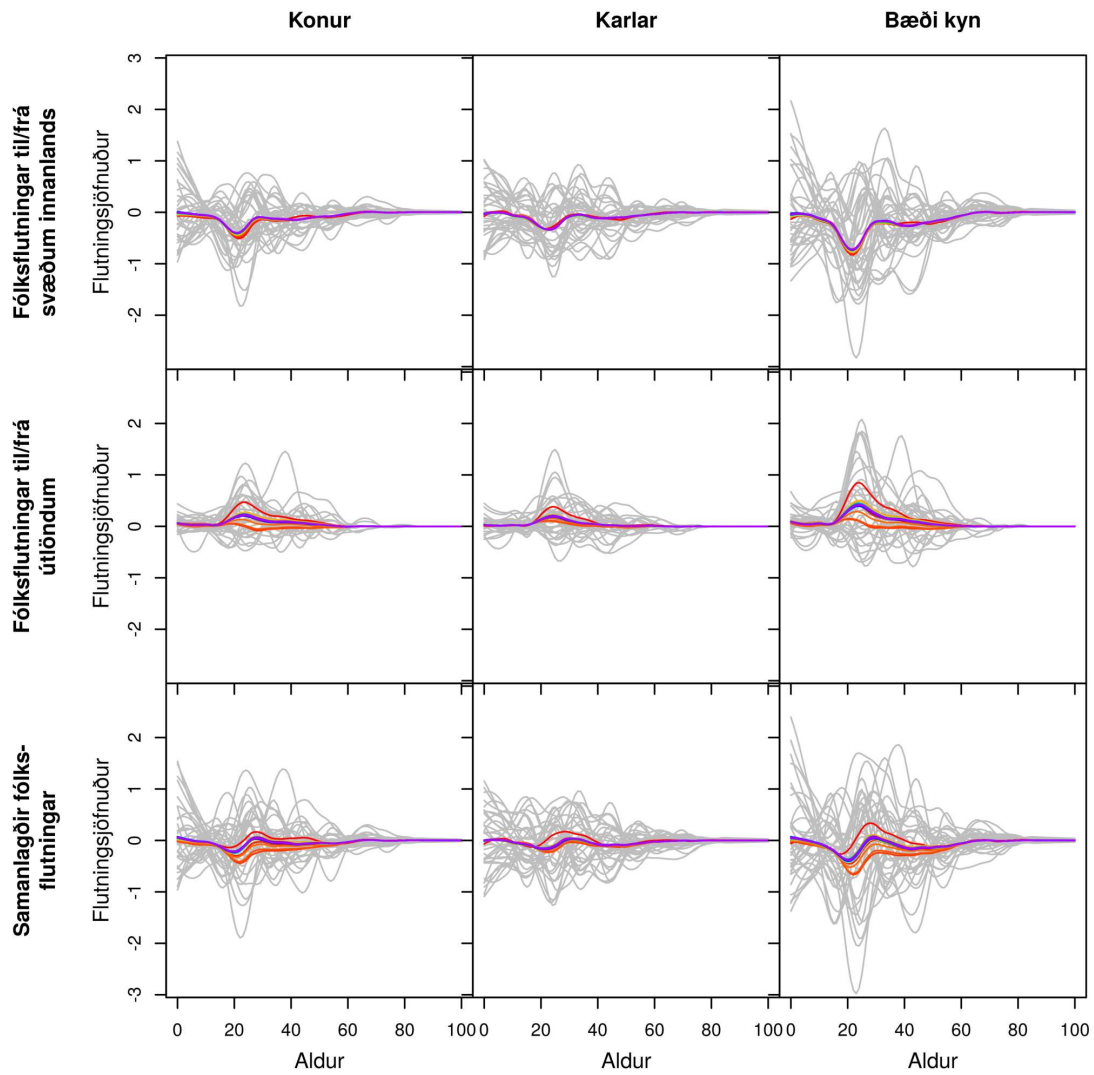 Konur Karlar Bæði kyn
Fólksflutningar til/frá
svæðum innanlands
Flutningsjöfnuður
3
2
1
0
-1
-2
Fólksflutningar til/frá
útlöndum
Flutningsjöfnuður
2
1
0
-1
-2
Samanlagðir fólks-
flutningar
Flutningsjöfnuður
2
1
0
-1
-2
-3
0 20 40 60 80 100 0 20 40 60 80 100 0 20 40 60 80 100
Aldur Aldur Aldur